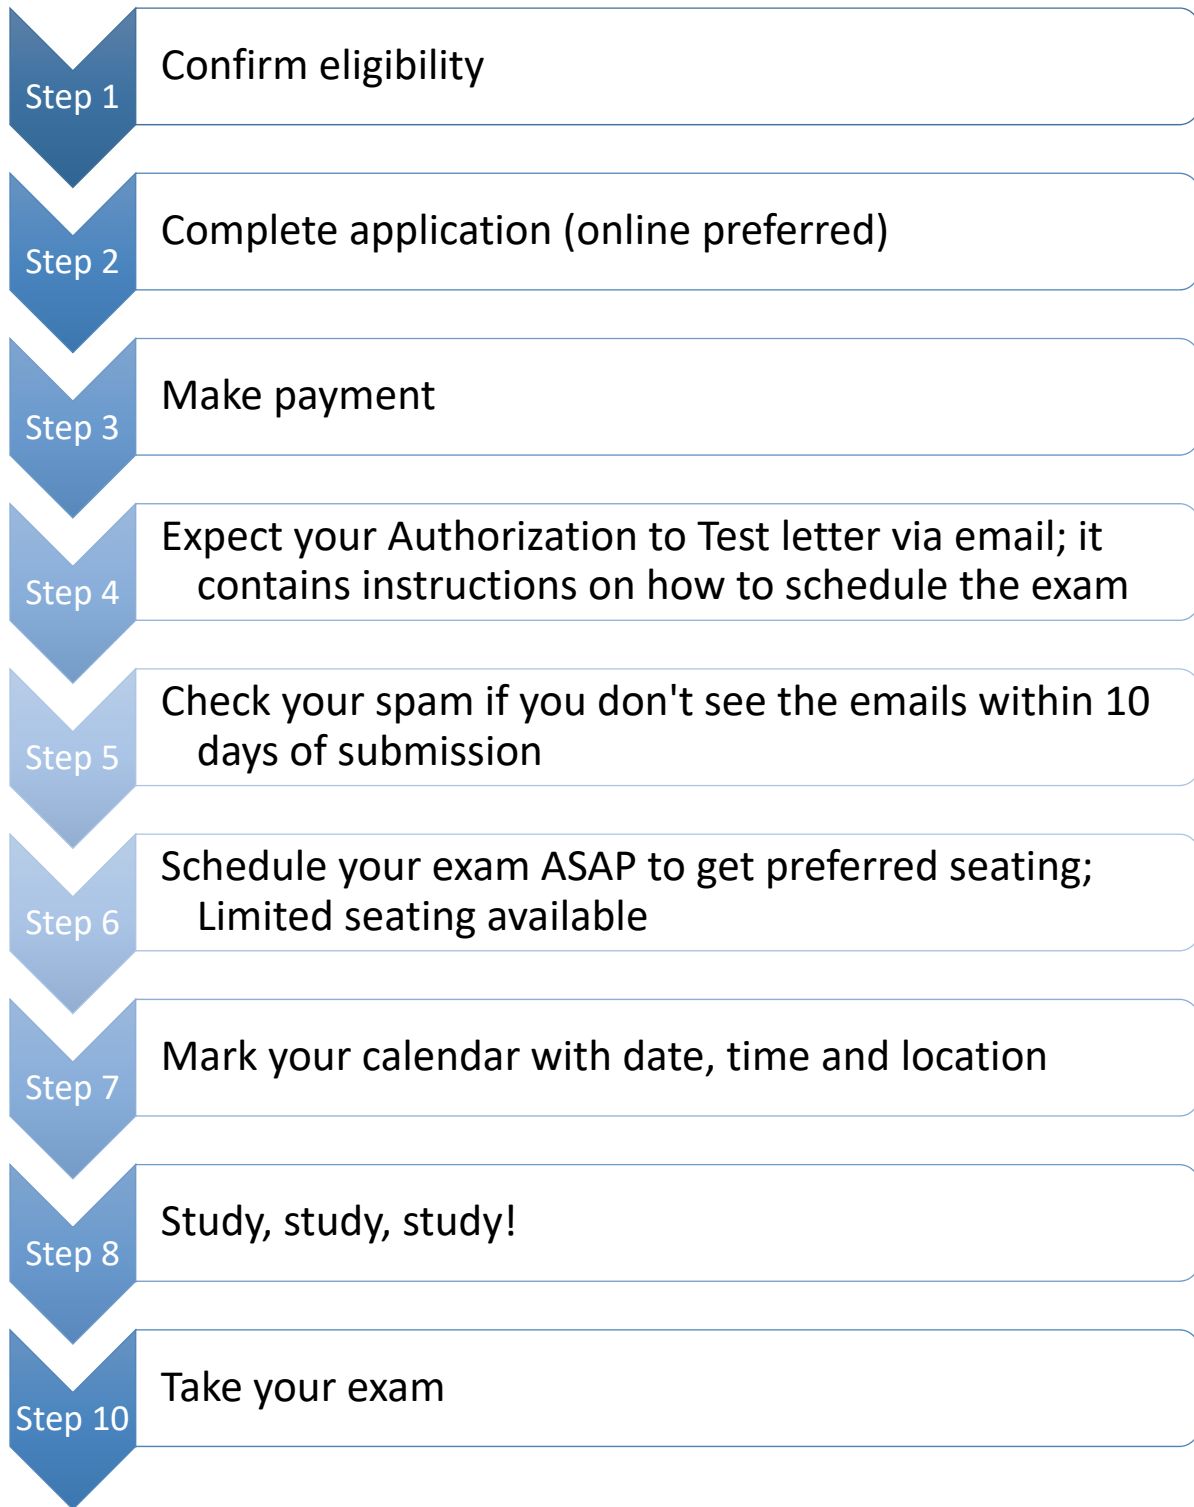 Step 1
Confirm eligibility
Step 2
Complete application (online preferred)
Step 3
Make payment
Step 4
Expect your Authorization to Test letter via email; it
contains instructions on how to schedule the exam
Step 5
Check your spam if you don't see the emails within 10
days of submission
Step 6
Schedule your exam ASAP to get preferred seating;
Limited seating available
Step 7
Mark your calendar with date, time and location
Step 8
Study, study, study!
Step 10
Take your exam